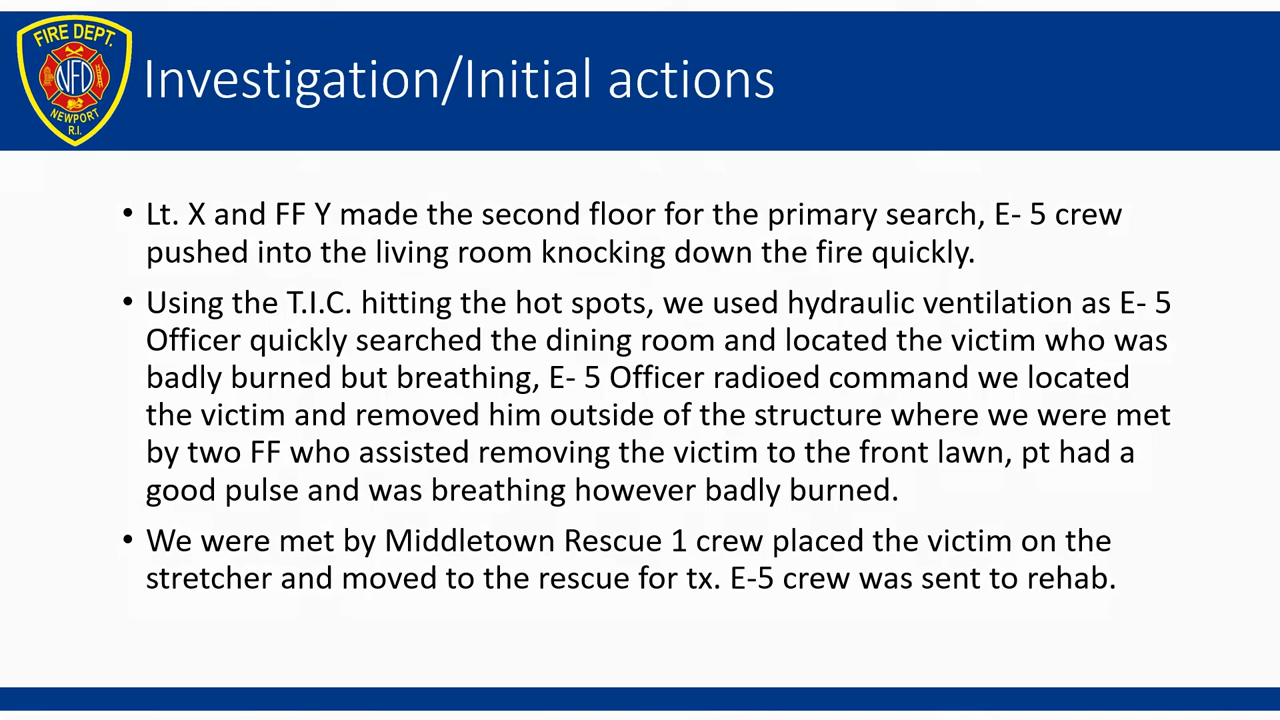 FIRE DEPT.
NFD
NEWPORT
R.I.
Investigation/Initial actions
• Lt. X and FF Y made the second floor for the primary search, E- 5 crew
pushed into the living room knocking down the fire quickly.
• Using the T.I.C. hitting the hot spots, we used hydraulic ventilation as E- 5
Officer quickly searched the dining room and located the victim who was
badly burned but breathing, E- 5 Officer radioed command we located
the victim and removed him outside of the structure where we were met
by two FF who assisted removing the victim to the front lawn, pt had a
good pulse and was breathing however badly burned.
• We were met by Middletown Rescue 1 crew placed the victim on the
stretcher and moved to the rescue for tx. E-5 crew was sent to rehab.